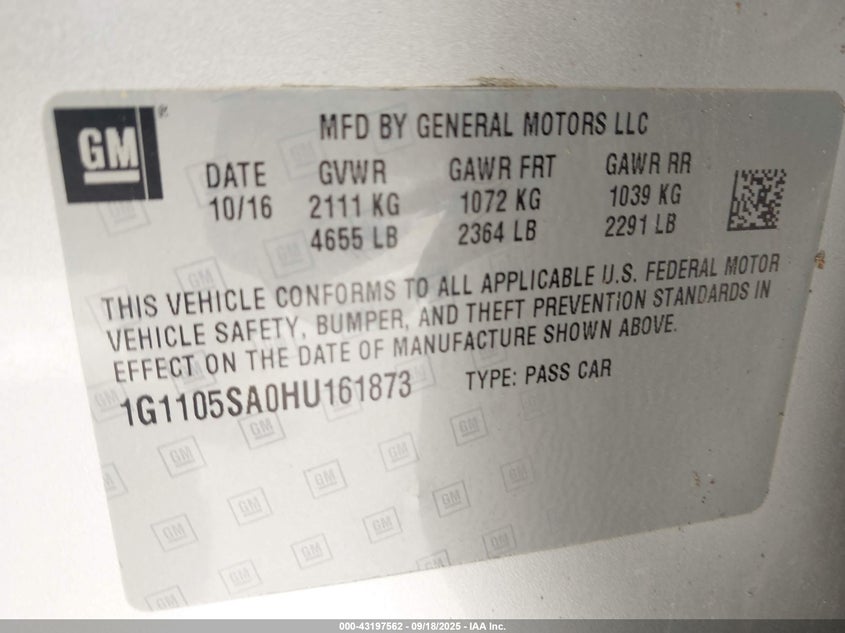 GM
MFD BY GENERAL MOTORS LLC
DATE GVWR GAWR FRT GAWR RR
10/16 2111 KG 1072 KG 1039 KG
4655 LB 2364 LB 2291 LB
THIS VEHICLE CONFORMS TO ALL APPLICABLE U.S. FEDERAL MOTOR
VEHICLE SAFETY, BUMPER, AND THEFT PREVENTION STANDARDS IN
EFFECT ON THE DATE OF MANUFACTURE SHOWN ABOVE.
1G1105SA0HU161873 TYPE: PASS CAR
000-43197562 - 09/18/2025 - IAA Inc.